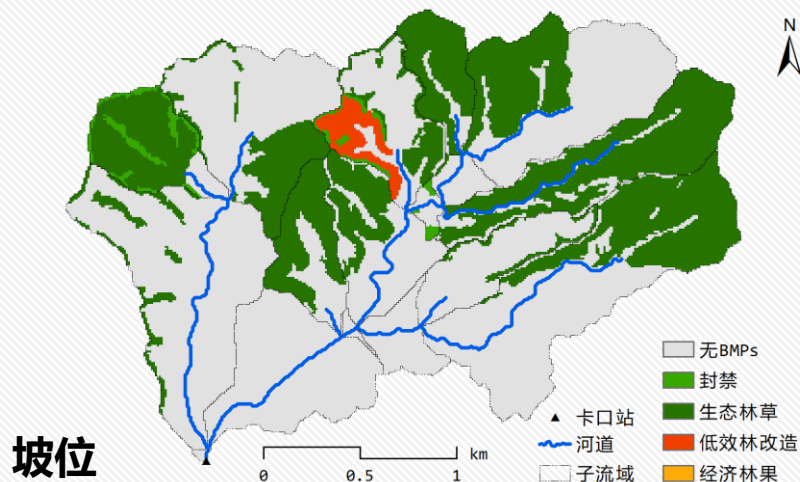 N
无BMPs
封禁
生态林草
低效林改造
经济林果
卡口站
河道
子流域
坡位
km
0 0.5 1